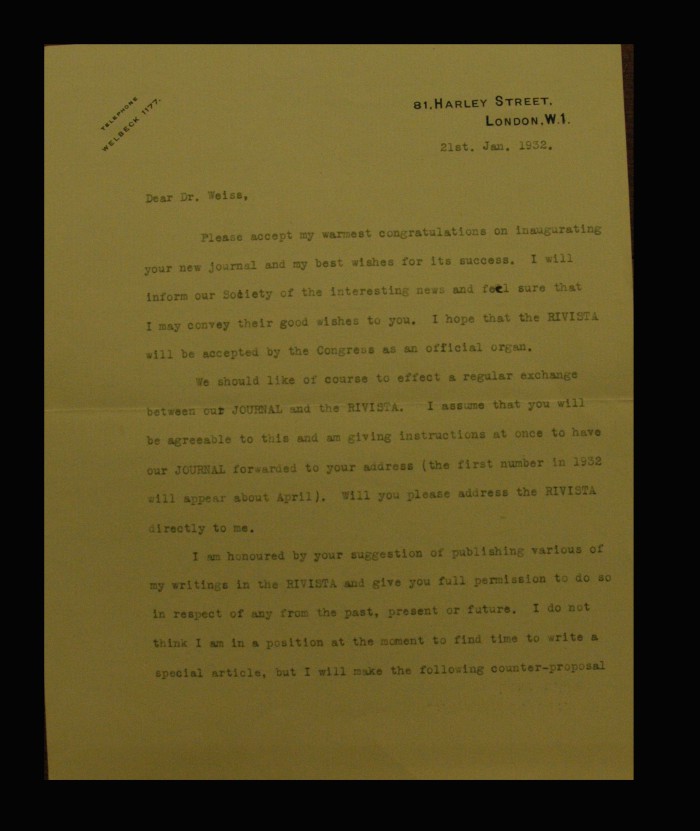 TELEPHONE
WELBECK 1177.
81, HARLEY STREET,
LONDON, W.1.
21st. Jan. 1932.
Dear Dr. Weiss,
Please accept my warmest congratulations on inaugurating
your new journal and my best wishes for its success. I will
inform our Society of the interesting news and feel sure that
I may convey their good wishes to you. I hope that the RIVISTA
will be accepted by the Congress as an official organ.
We should like of course to effect a regular exchange
between our JOURNAL and the RIVISTA. I assume that you will
be agreeable to this and am giving instructions at once to have
our JOURNAL forwarded to your address (the first number in 1932
will appear about April). Will you please address the RIVISTA
directly to me.
I am honoured by your suggestion of publishing various of
my writings in the RIVISTA and give you full permission to do so
in respect of any from the past, present or future. I do not
think I am in a position at the moment to find time to write a
special article, but I will make the following counter-proposal